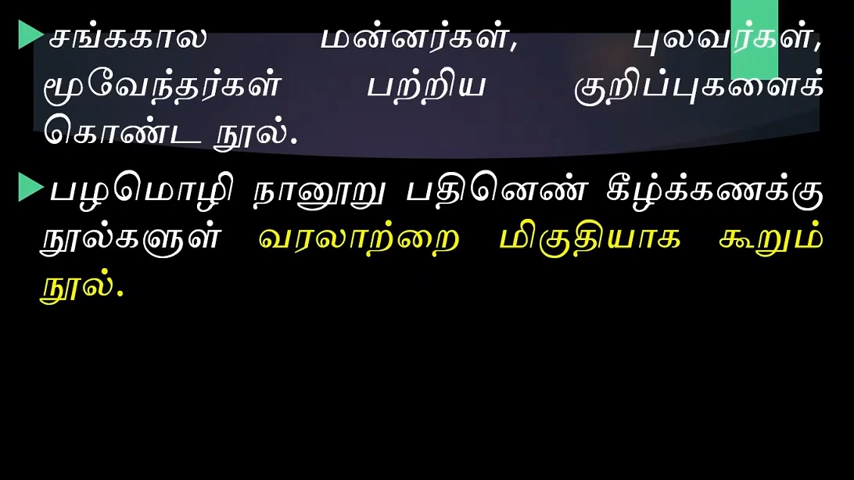 சங்ககால மன்னர்கள், புலவர்கள்,
மூவேந்தர்கள் பற்றிய குறிப்புகளைக்
கொண்ட நூல்.
பழமொழி நானூறு பதினெண் கீழ்க்கணக்கு
நூல்களுள் வரலாற்றை மிகுதியாக கூறும்
நூல்.